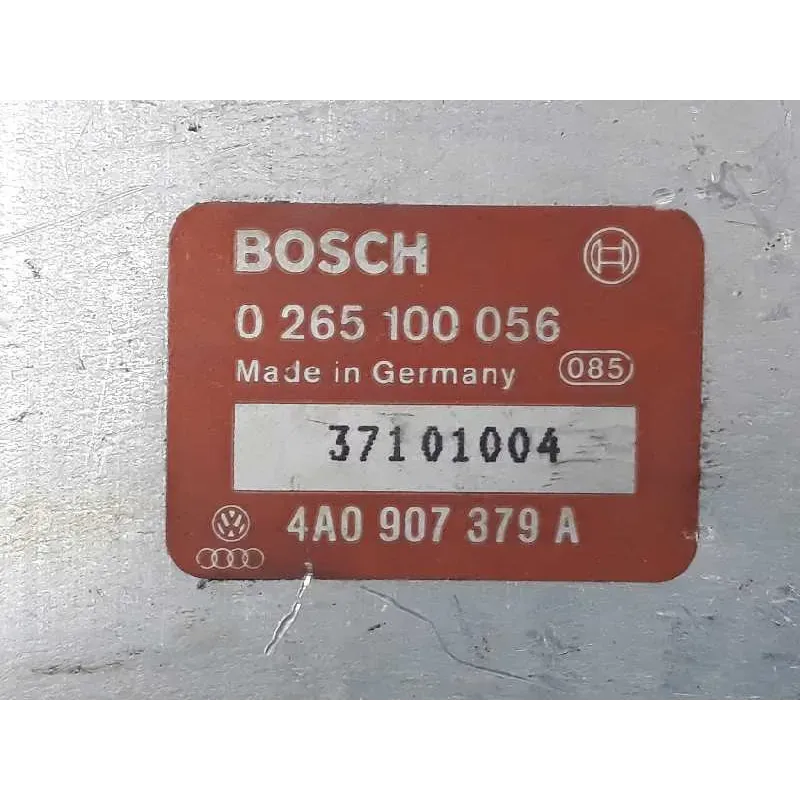 BOSCH
0 265 100 056
Made in Germany 085
37101004
4A0 907 379 A